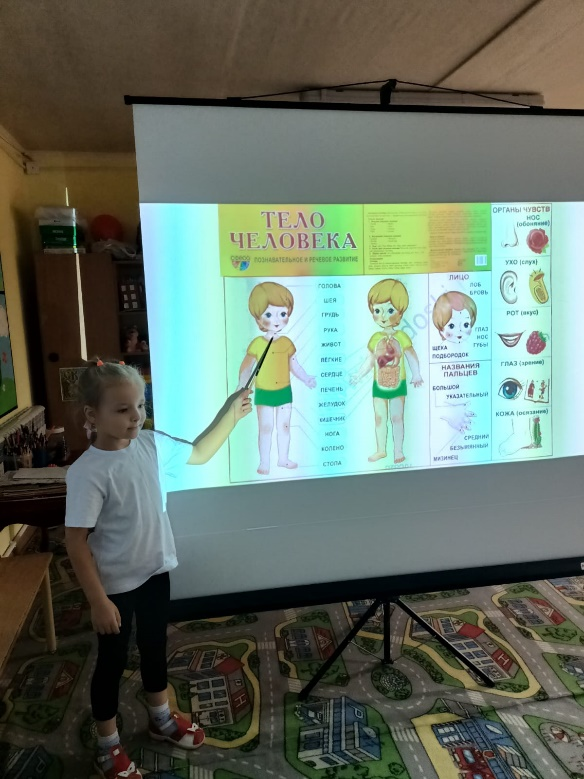 ТЕЛО
ЧЕЛОВЕКА
ПОЗНАВАТЕЛЬНОЕ И РЕЧЕВОЕ РАЗВИТИЕ
ГОЛОВА
ШЕЯ
ГРУДЬ
РУКА
ЖИВОТ
ЛЕГКИЕ
СЕРДЦЕ
ПЕЧЕНЬ
ЖЕЛУДОК
КИШЕЧНИК
НОГА
КОЛЕНО
СТОПА
ЛИЦО
ЛОБ
БРОВЬ
ГЛАЗ
НОС
ГУБЫ
ЩЕКА
ПОДБОРОДОК
НАЗВАНИЯ
ПАЛЬЦЕВ
БОЛЬШОЙ
УКАЗАТЕЛЬНЫЙ
СРЕДНИЙ
БЕЗЫМЯННЫЙ
МИЗИНЕЦ
ОРГАНЫ ЧУВСТВ
НОС
(обоняние)
УХО (слух)
РОТ (вкус)
ГЛАЗ (зрение)
КОЖА (осязание)